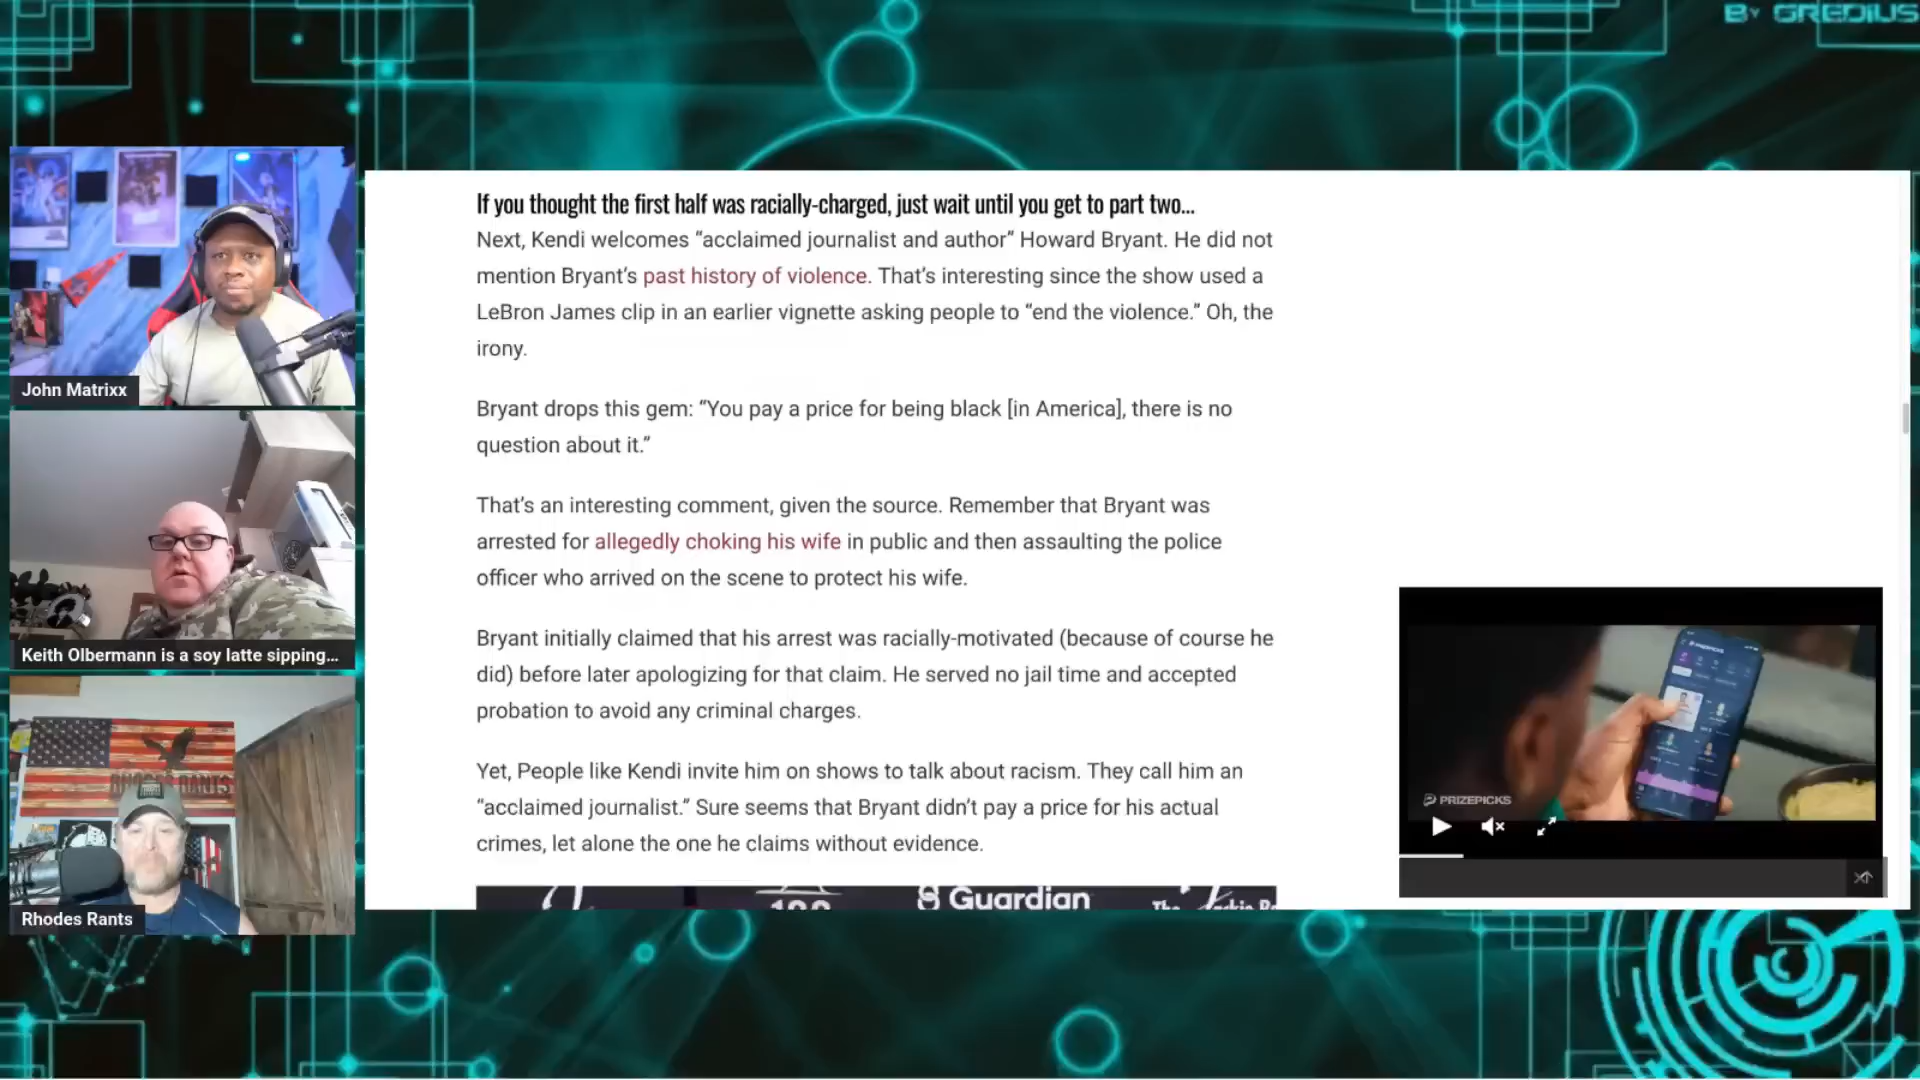 By GREDIUS
If you thought the first half was racially-charged, just wait until you get to part two...
Next, Kendi welcomes “acclaimed journalist and author” Howard Bryant. He did not
mention Bryant’s past history of violence. That’s interesting since the show used a
LeBron James clip in an earlier vignette asking people to “end the violence.” Oh, the
irony.
Bryant drops this gem: “You pay a price for being black [in America], there is no
question about it.”
That’s an interesting comment, given the source. Remember that Bryant was
arrested for allegedly choking his wife in public and then assaulting the police
officer who arrived on the scene to protect his wife.
Bryant initially claimed that his arrest was racially-motivated (because of course he
did) before later apologizing for that claim. He served no jail time and accepted
probation to avoid any criminal charges.
Yet, People like Kendi invite him on shows to talk about racism. They call him an
“acclaimed journalist.” Sure seems that Bryant didn’t pay a price for his actual
crimes, let alone the one he claims without evidence.
Guardian
The
John Matrixx
Keith Olbermann is a soy latte sipping...
RHODES RANTS
Rhodes Rants
PRIZEPICKS
PRIZEPICKS